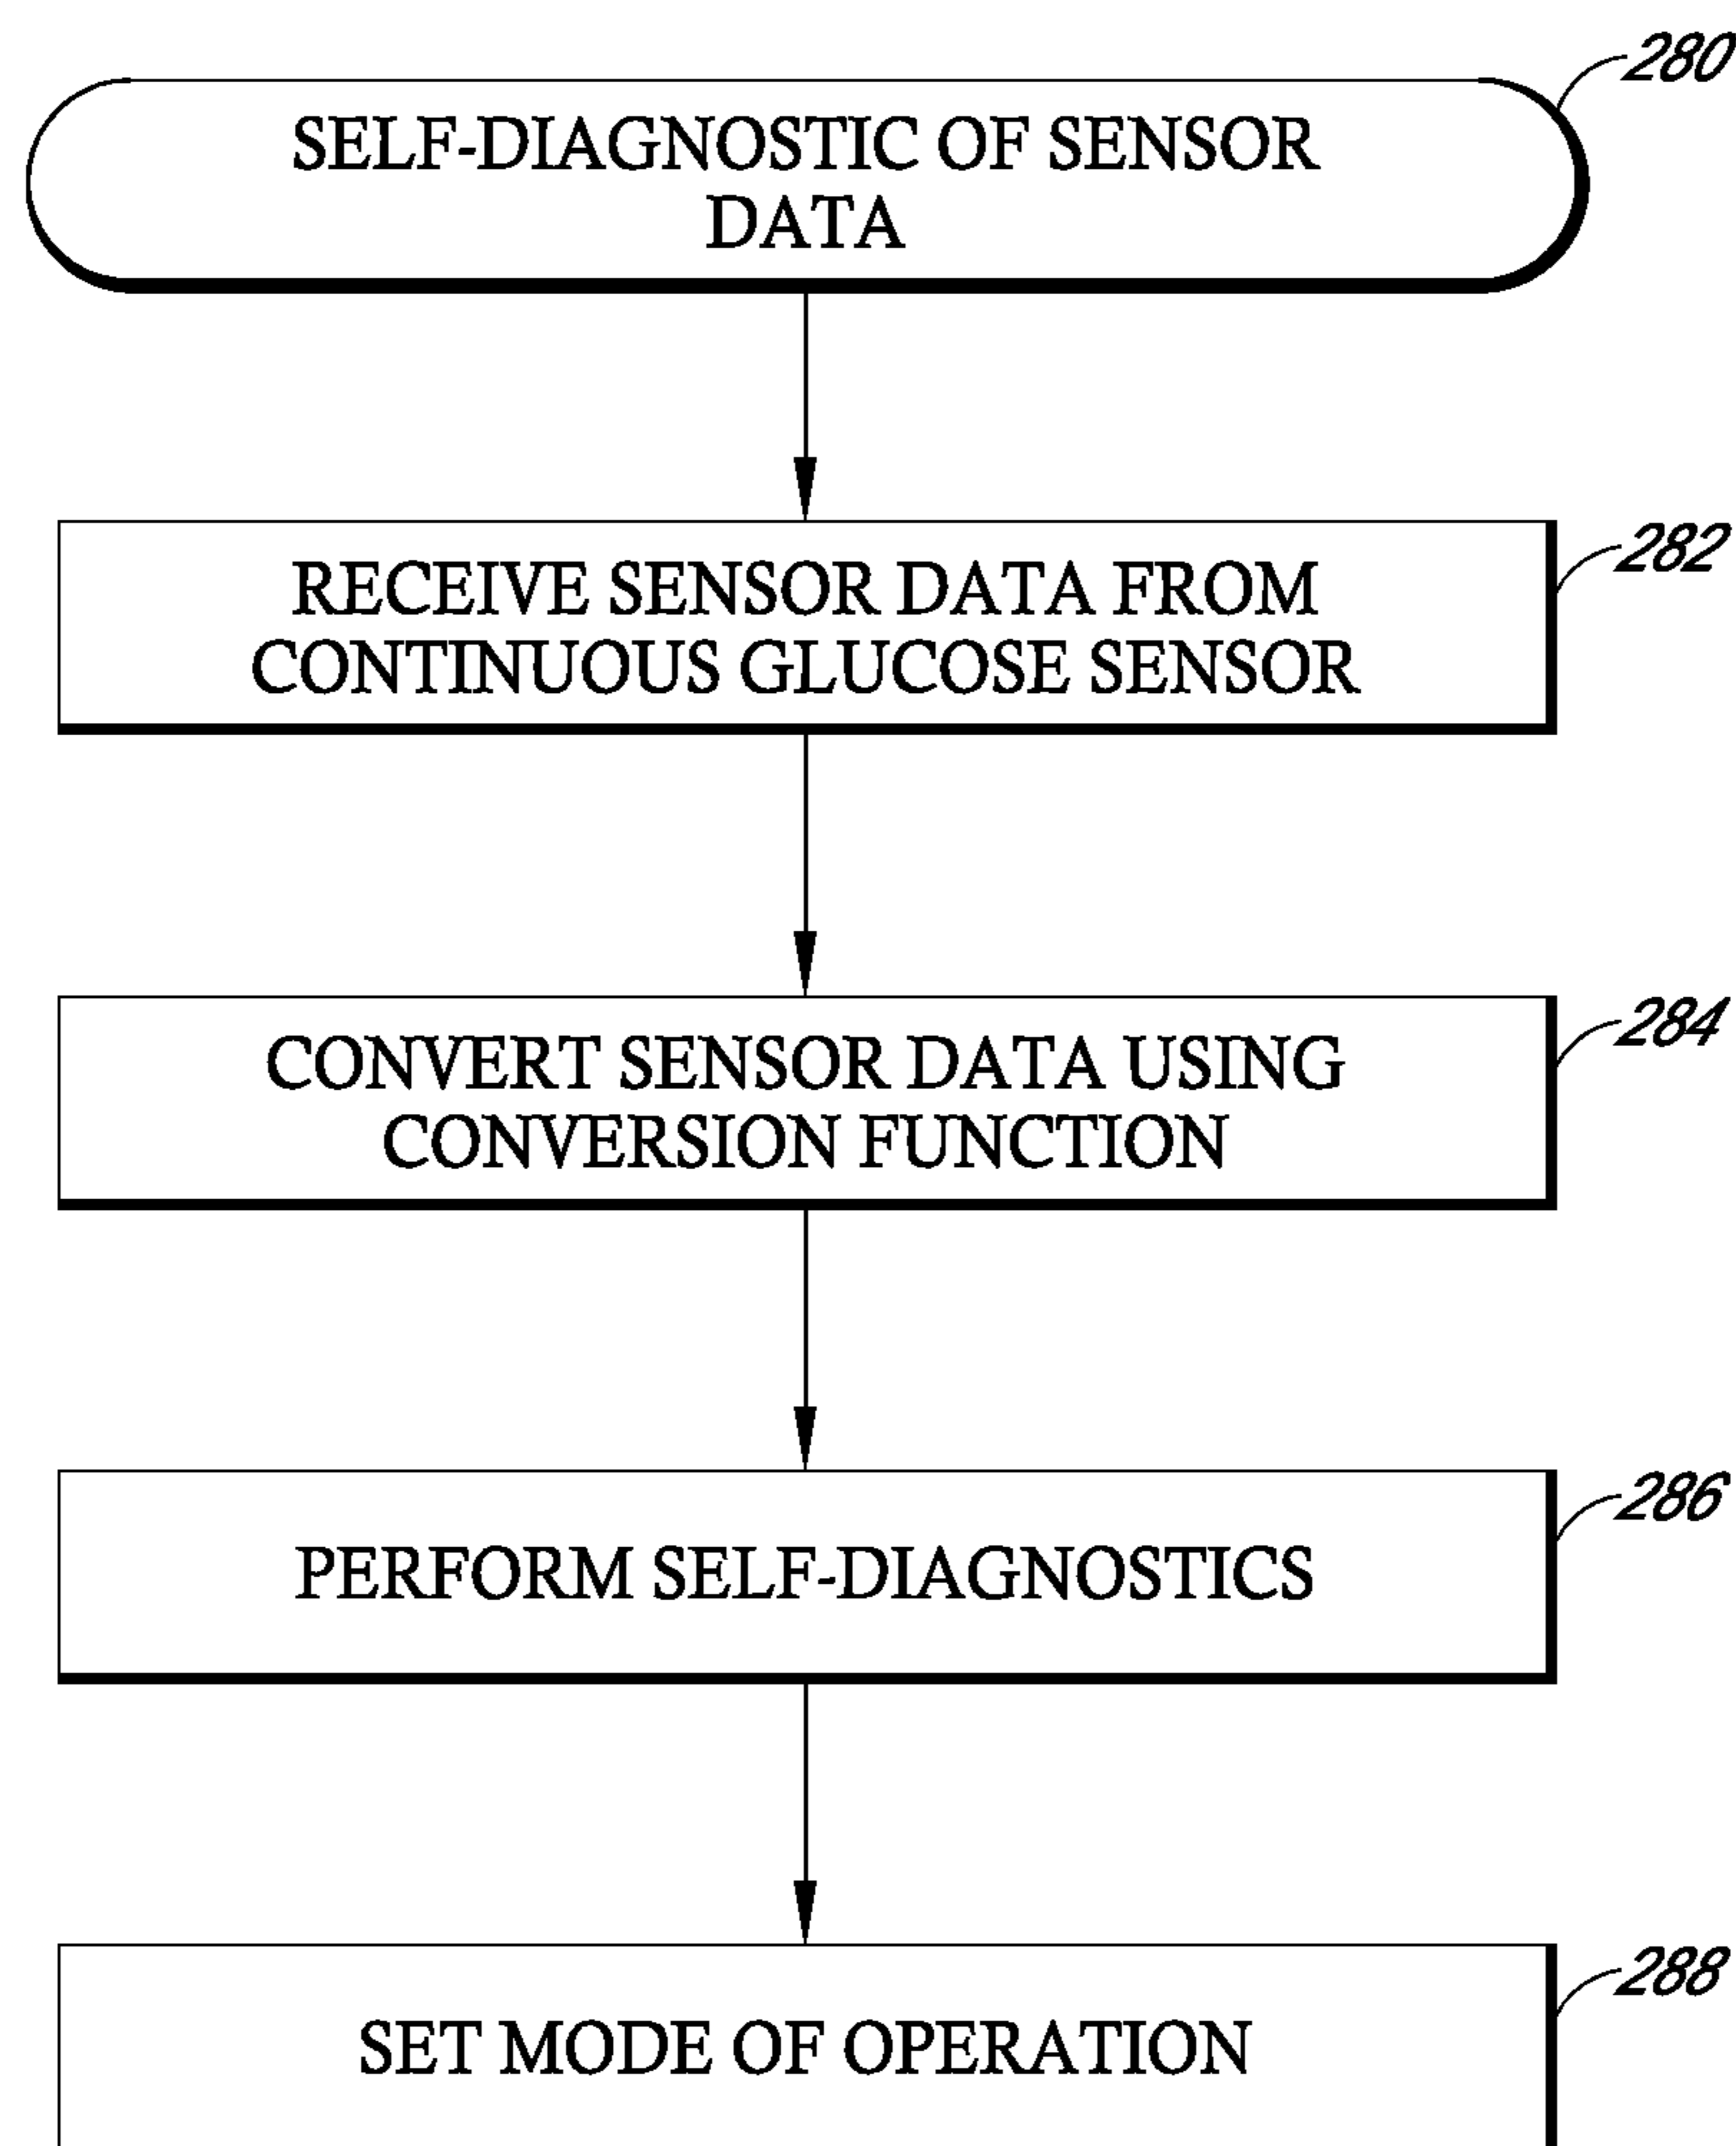 280
SELF-DIAGNOSTIC OF SENSOR
DATA
282
RECEIVE SENSOR DATA FROM
CONTINUOUS GLUCOSE SENSOR
284
CONVERT SENSOR DATA USING
CONVERSION FUNCTION
286
PERFORM SELF-DIAGNOSTICS
288
SET MODE OF OPERATION